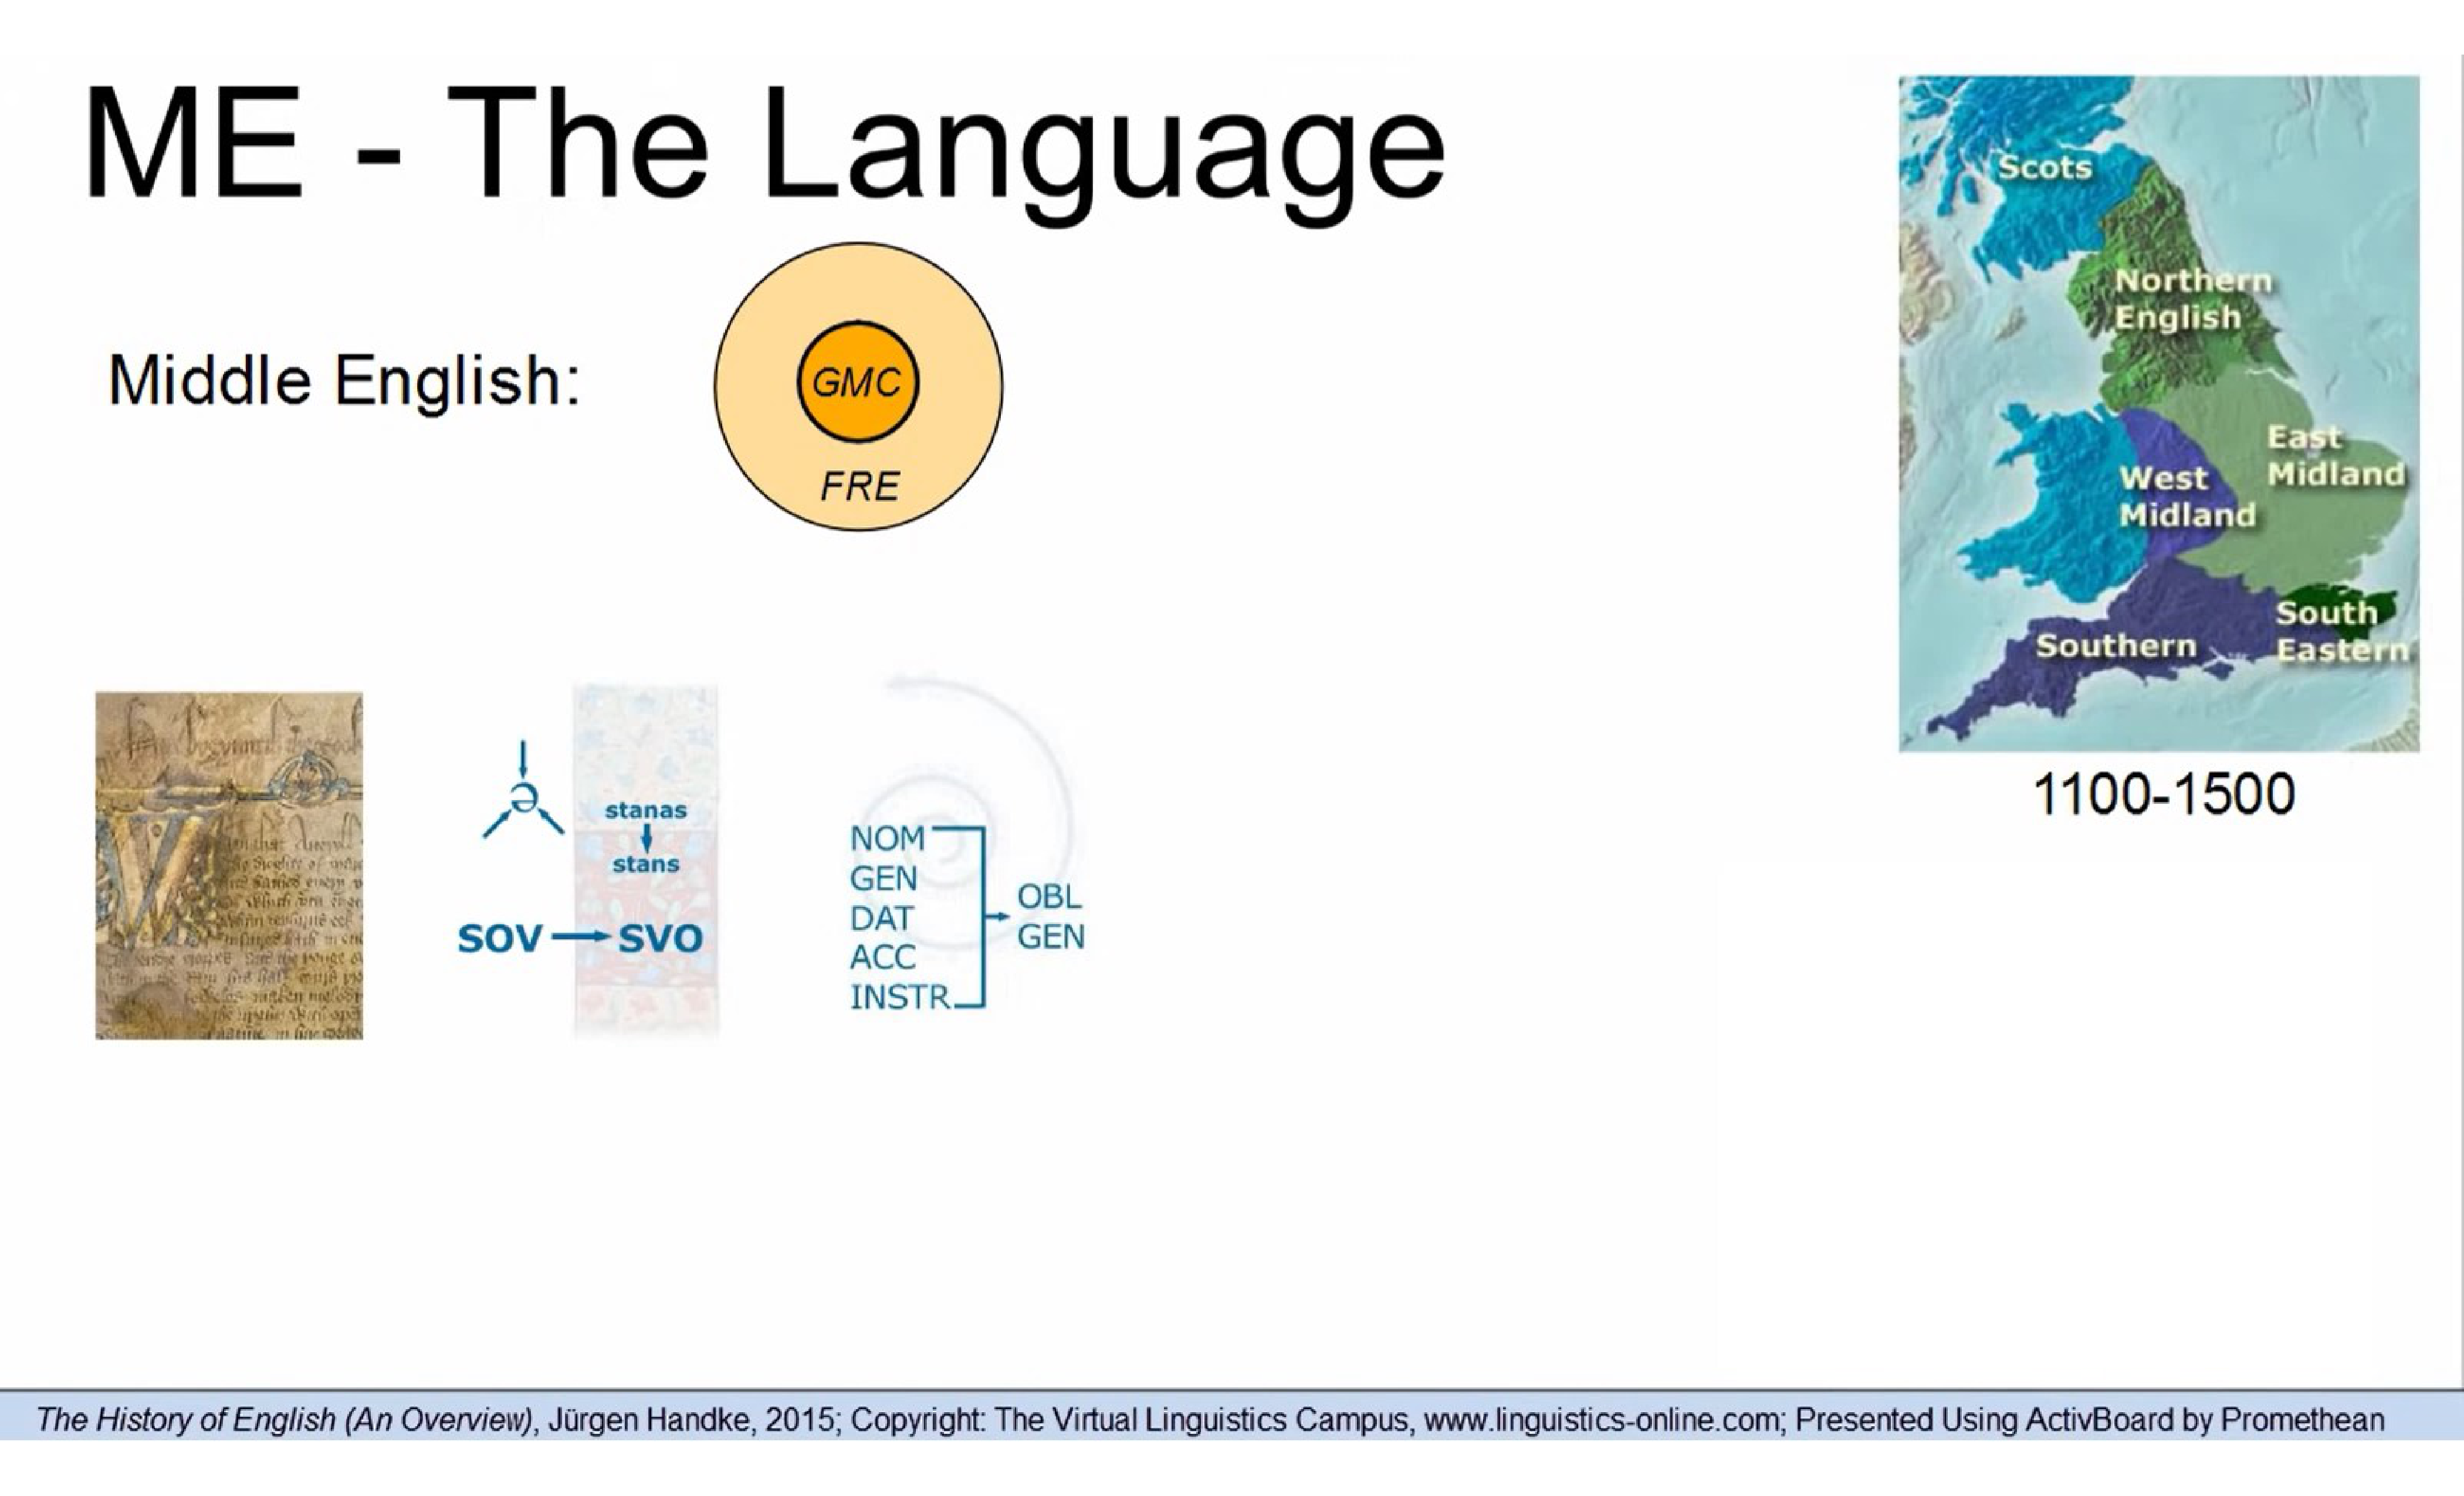 ME - The Language
Middle English:
GMC
FRE
Scots
Northern
English
East
Midland
West
Midland
South
Eastern
Southern
1100-1500
ə
stanas
stans
SOV
SVO
NOM
GEN
DAT
ACC
INSTR
OBL
GEN
The History of English (An Overview), Jürgen Handke, 2015; Copyright: The Virtual Linguistics Campus, www.linguistics-online.com; Presented Using ActivBoard by Promethean